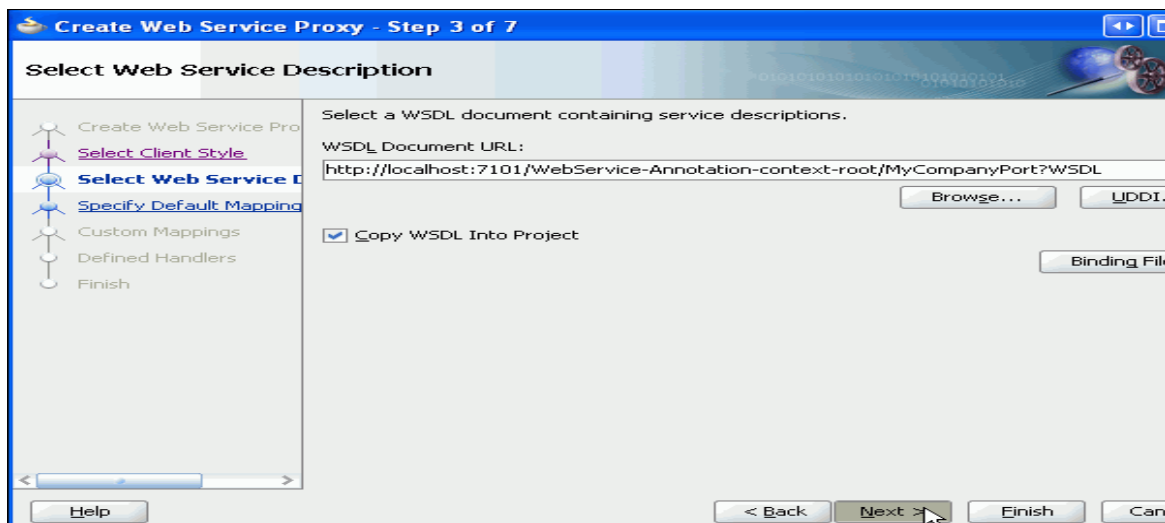 Create Web Service Proxy - Step 3 of 7
Select Web Service Description
Create Web Service Pro
Select Client Style
Select Web Service D
Specify Default Mapping
Custom Mappings
Defined Handlers
Finish
Select a WSDL document containing service descriptions.
WSDL Document URL:
http://localhost:7101/WebService-Annotation-context-root/MyCompanyPort?WSDL
Browse...
UDDI.
Copy WSDL Into Project
Binding File
Help
< Back
Next >
Finish
Can